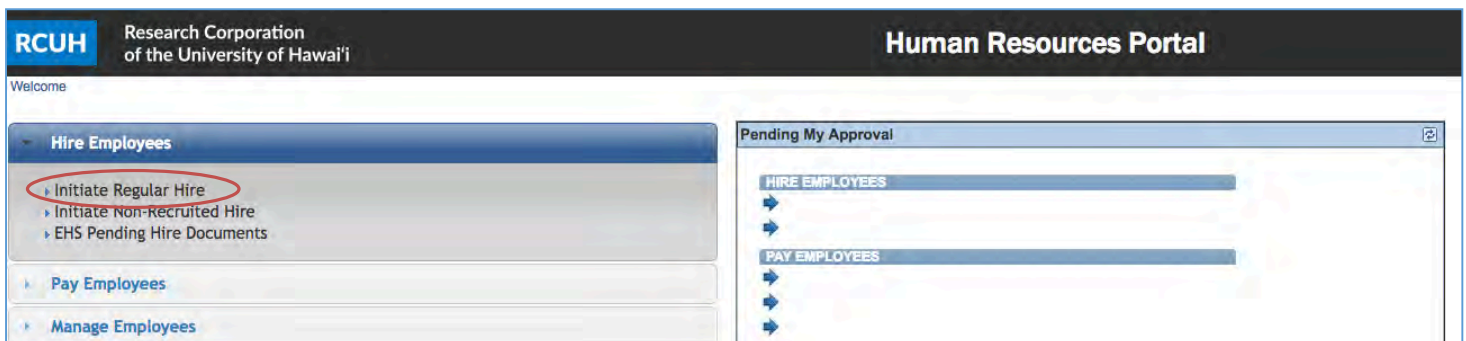 RCUH
Research Corporation
of the University of Hawaiʻi
Human Resources Portal
Welcome
Hire Employees
Initiate Regular Hire
Initiate Non-Recruited Hire
EHS Pending Hire Documents
Pay Employees
Manage Employees
Pending My Approval
HIRE EMPLOYEES
PAY EMPLOYEES